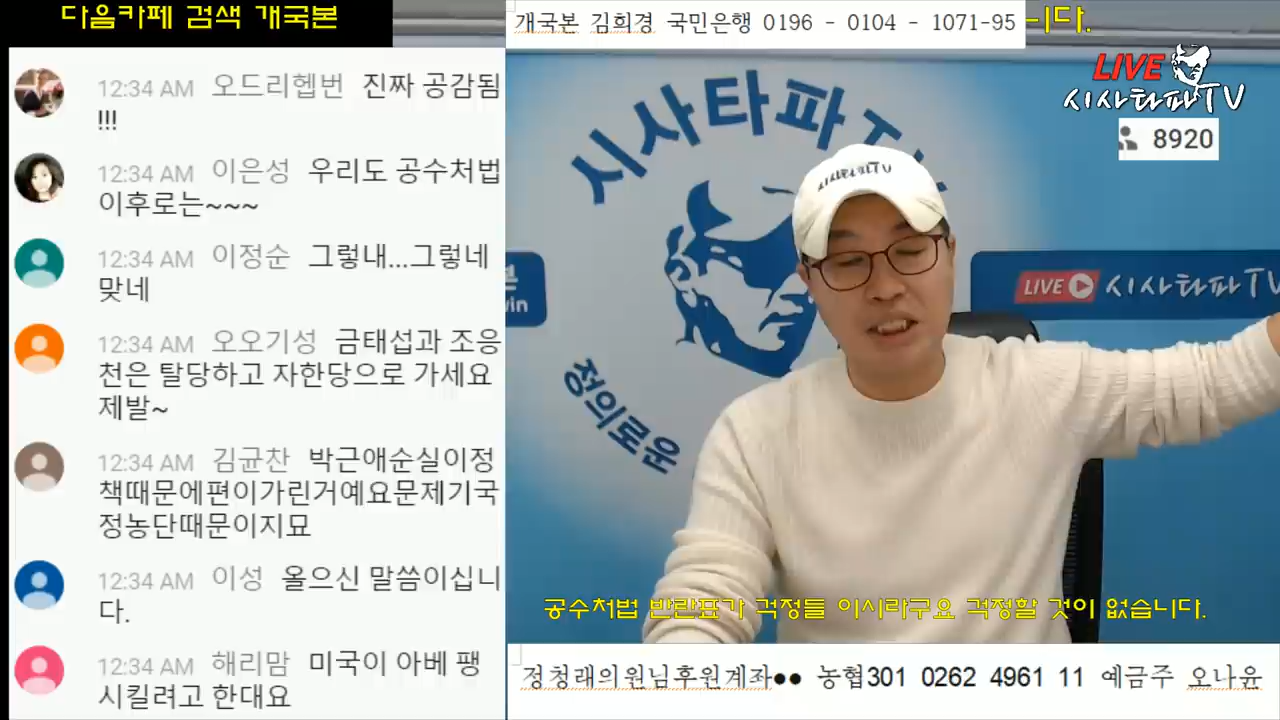 다음카페 검색 개국본
개국본 김희경 국민은행 0196 - 0104 - 1071-95
니다.
LIVE
시사타파TV
8920
12:34 AM 오드리헵번 진짜 공감됨
!!!
12:34 AM 이은성 우리도 공수처법
이후로는~~~
12:34 AM 이정순 그렇내...그렇네
맞네
12:34 AM 오오기성 금태섭과 조응
천은 탈당하고 자한당으로 가세요
제발~
12:34 AM 김균찬 박근애순실이정
책때문에편이가린거예요문제기국
정농단때문이지묘
12:34 AM 이성 올으신 말씀이십니
다.
12:34 AM 해리맘 미국이 아베 팽
시킬려고 한대요
시사타파T
시사타파TV
본
win
LIVE 시사타파TV
정의로운
공수처법 반란표가 걱정들 이시라구요 걱정할 것이 없습니다.
정청래의원님후원계좌●● 농협301 0262 4961 11 예금주 오나윤